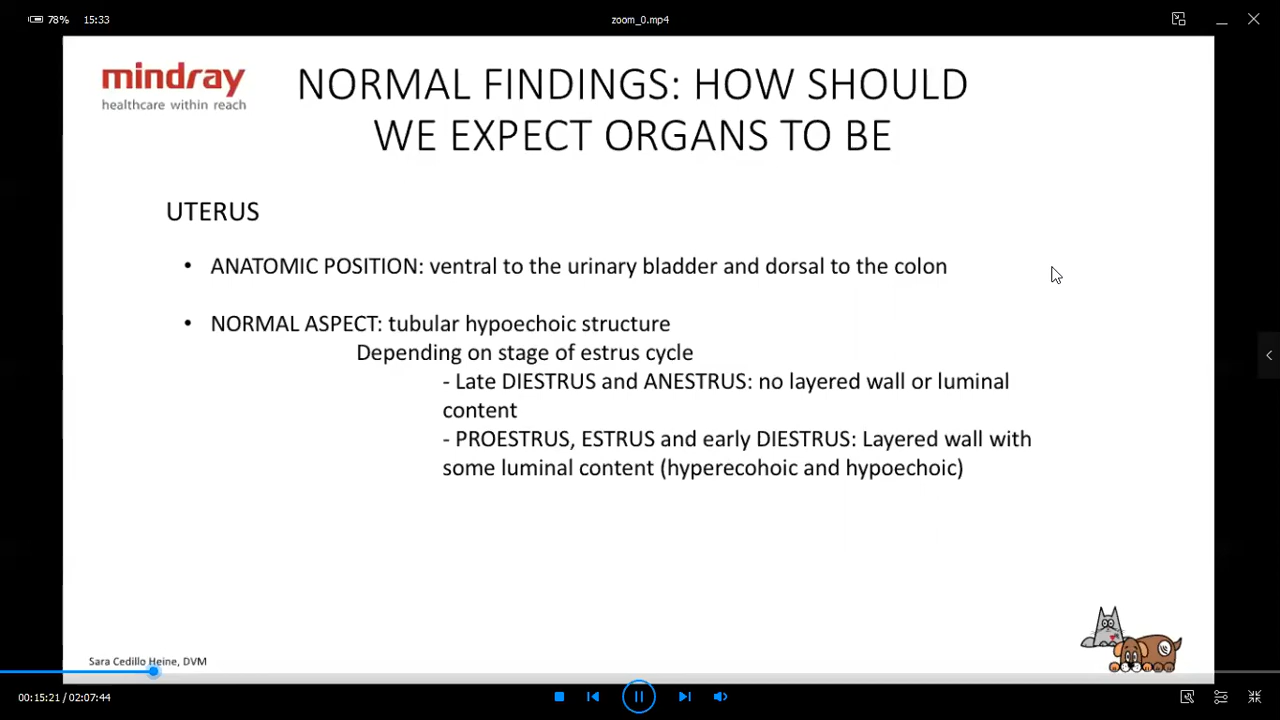 78% 15:33 zoom_0.mp4
mindray
healthcare within reach
NORMAL FINDINGS: HOW SHOULD
WE EXPECT ORGANS TO BE
UTERUS
• ANATOMIC POSITION: ventral to the urinary bladder and dorsal to the colon
• NORMAL ASPECT: tubular hypoechoic structure
Depending on stage of estrus cycle
- Late DIESTRUS and ANESTRUS: no layered wall or luminal
content
- PROESTRUS, ESTRUS and early DIESTRUS: Layered wall with
some luminal content (hyperecohoic and hypoechoic)
Sara Cedillo Heine, DVM
00:15:21 / 02:07:44